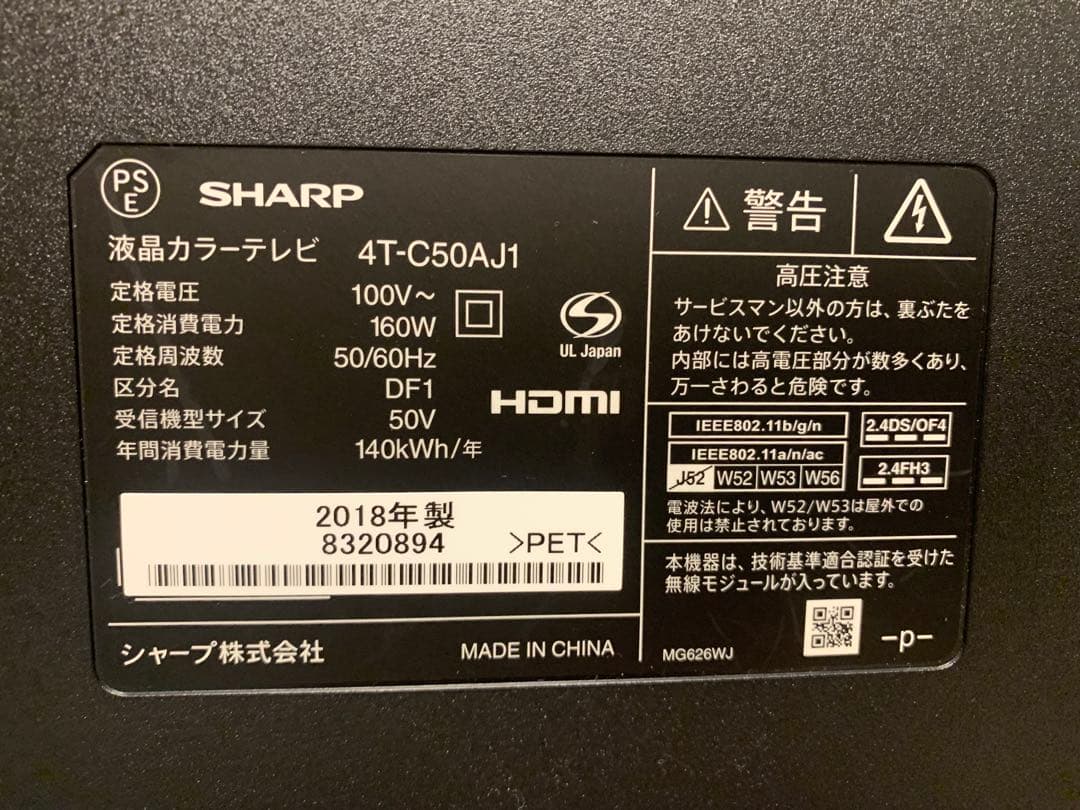 PS
E
SHARP
液晶カラーテレビ 4T-C50AJ1
定格電圧 100V～
定格消費電力 160W
定格周波数 50/60Hz
区分名 DF1
受信機型サイズ 50V
年間消費電力量 140kWh/年
S
UL Japan
HDMI
2018年製
8320894 >PET<
シャープ株式会社 MADE IN CHINA
警告
高圧注意
サービスマン以外の方は、裏ぶたを
あけないでください。
内部には高電圧部分が数多くあり、
万一さわると危険です。
IEEE802.11b/g/n
IEEE802.11a/n/ac
J52 W52 W53 W56
2.4DS/OF4
2.4FH3
電波法により、W52/W53は屋外での
使用は禁止されております。
本機器は、技術基準適合認証を受けた
無線モジュールが入っています。
MG626WJ
-p-